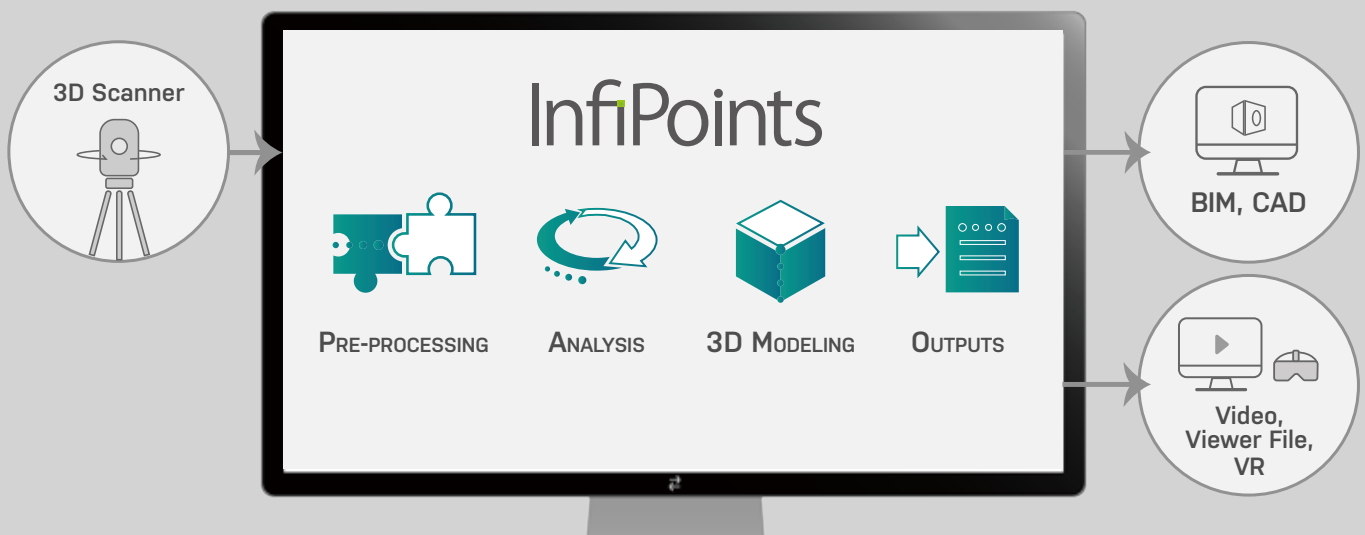 3D Scanner
InfiPoints
PRE-PROCESSING
ANALYSIS
3D MODELING
OUTPUTS
BIM, CAD
Video,
Viewer File,
VR